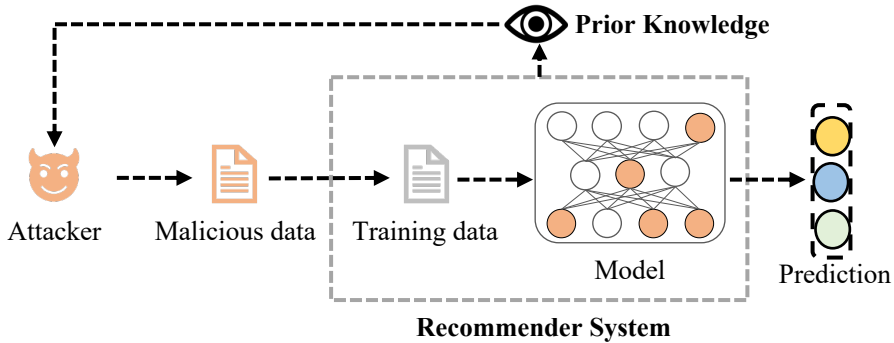 Prior Knowledge
Attacker
Malicious data
Training data
Model
Prediction
Recommender System